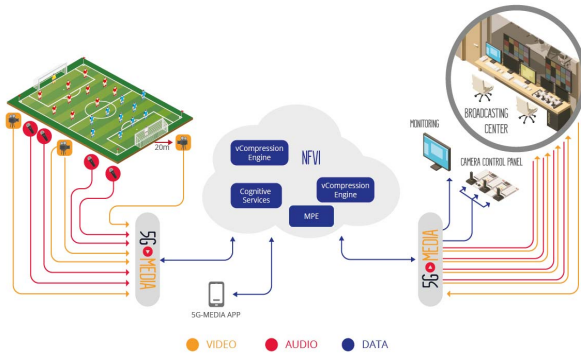 20m
vCompression
Engine
NFVI
Cognitive
Services
vCompression
Engine
MPE
5G MEDIA
5G-MEDIA APP
MONITORING
BROADCASTING
CENTER
CAMERA CONTROL PANEL
5G MEDIA
VIDEO
AUDIO
DATA